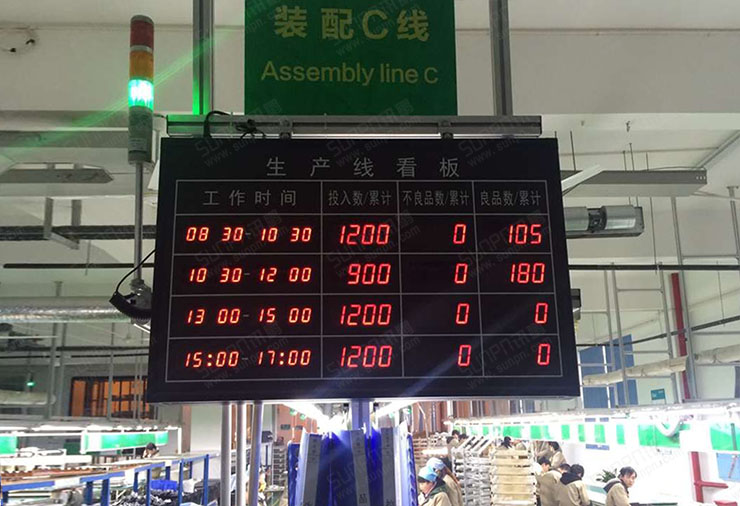 装配C线
Assembly line C
生产线看板
工作时间 投入数/累计 不良品数/累计 良品数/累计
08 30-10 30 1200 0 105
10 30-12 00 900 0 180
13 00-15 00 1200 0 0
15:00-17:00 1200 0 0